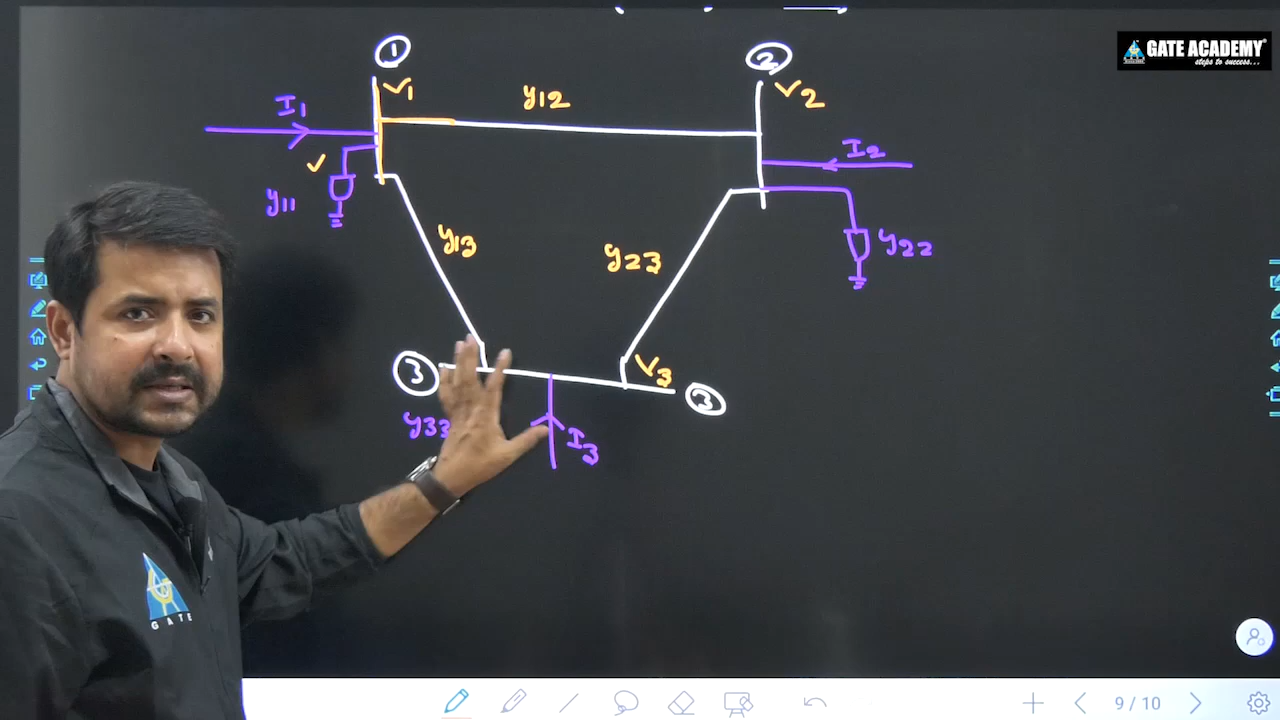 GATE ACADEMY
steps to success...
1
2
V1
y12
V2
I1
I2
y11
y13
y23
y22
3
V3
3
y33
I3
GATE
9 / 10